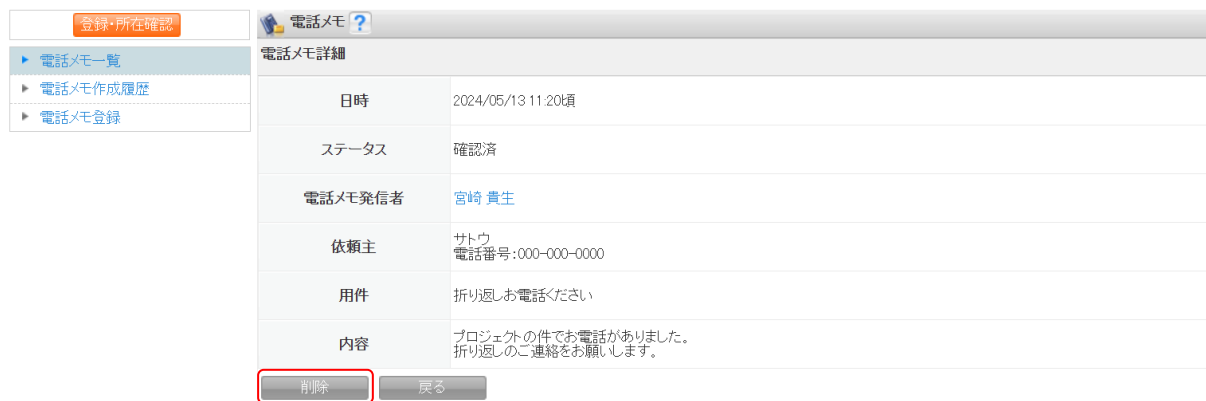 登録・所在確認
電話メモ一覧
電話メモ作成履歴
電話メモ登録
電話メモ ?
電話メモ詳細
日時 2024/05/13 11:20頃
ステータス 確認済
電話メモ発信者 宮崎 貴生
依頼主 サトウ
電話番号:000-000-0000
用件 折り返しお電話ください
内容 プロジェクトの件でお電話がありました。
折り返しのご連絡をお願いします。
削除 戻る